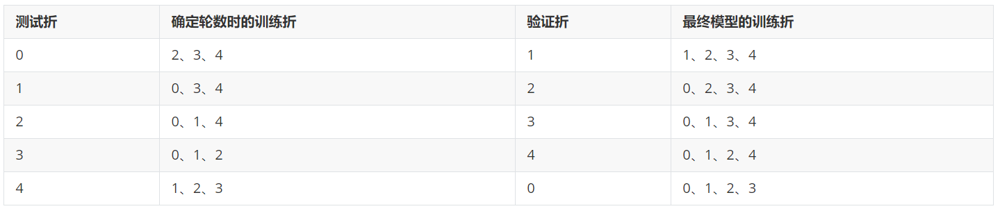 测试折 确定轮数时的训练折 验证折 最终模型的训练折
0 2、3、4 1 1、2、3、4
1 0、3、4 2 0、2、3、4
2 0、1、4 3 0、1、3、4
3 0、1、2 4 0、1、2、4
4 1、2、3 0 0、1、2、3